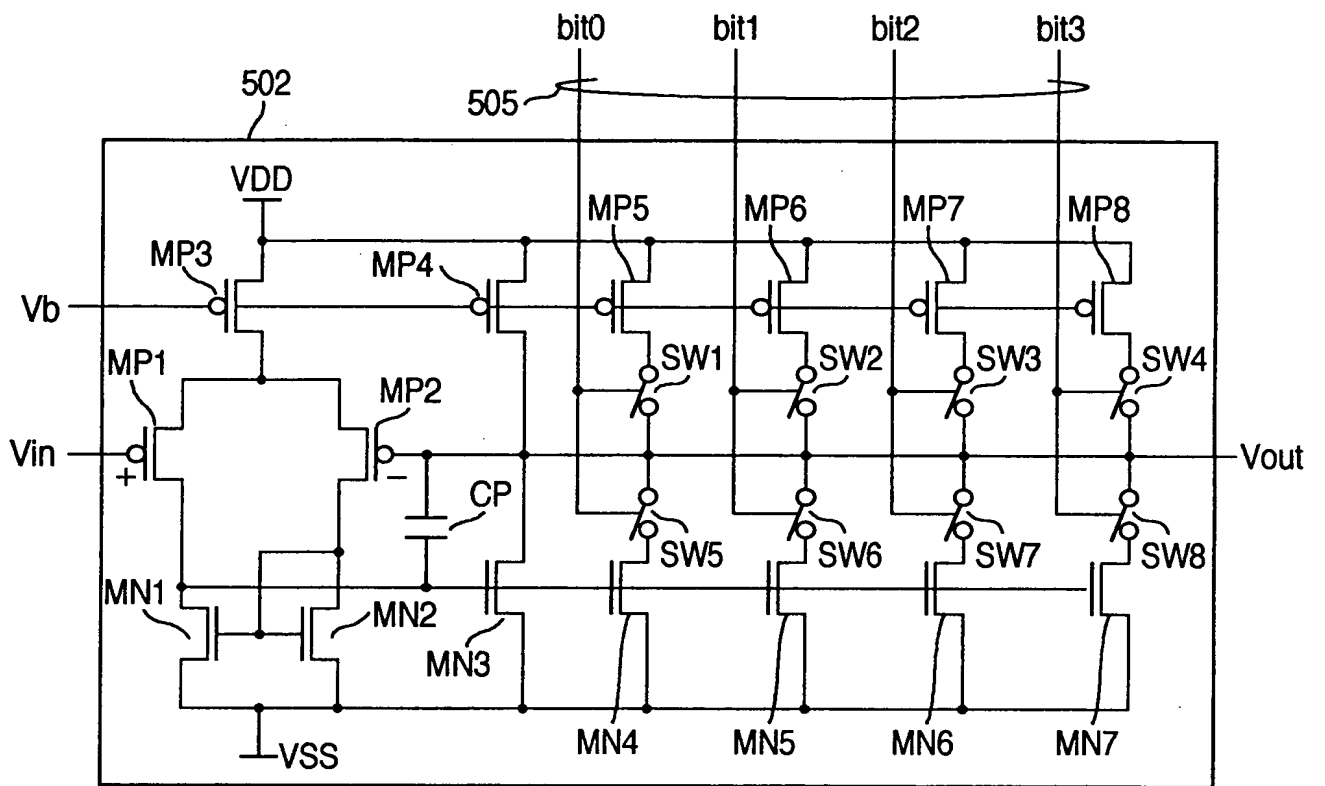 bit0 bit1 bit2 bit3
502
505
VDD
MP5 MP6 MP7 MP8
MP3 MP4
Vb
MP1 SW1 SW2 SW3 SW4
MP2
Vin Vout
+ −
CP
SW5 SW6 SW7 SW8
MN1 MN2
MN3
MN4 MN5 MN6 MN7
VSS